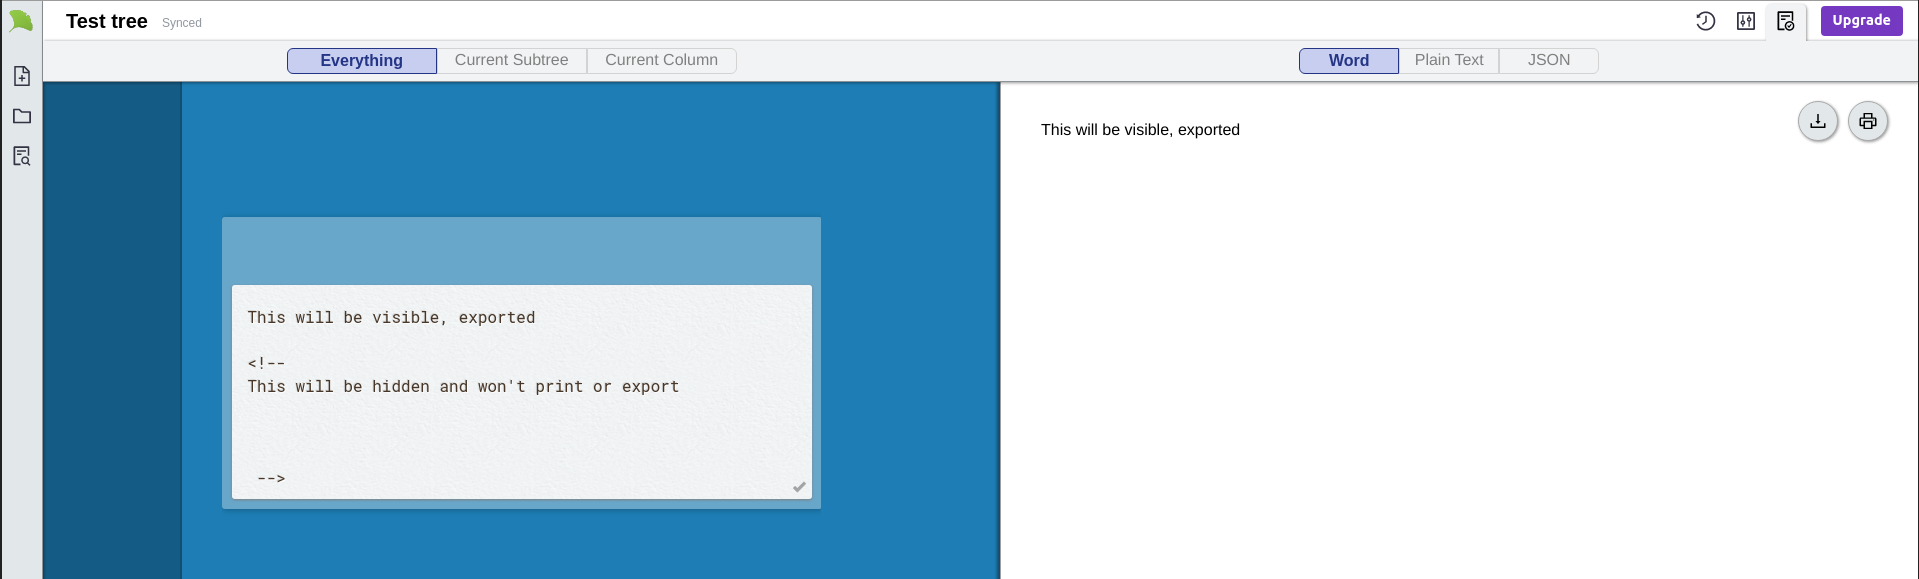 Test tree Synced Upgrade
Everything Current Subtree Current Column Word Plain Text JSON
This will be visible, exported
<!--
This will be hidden and won't print or export
-->
This will be visible, exported